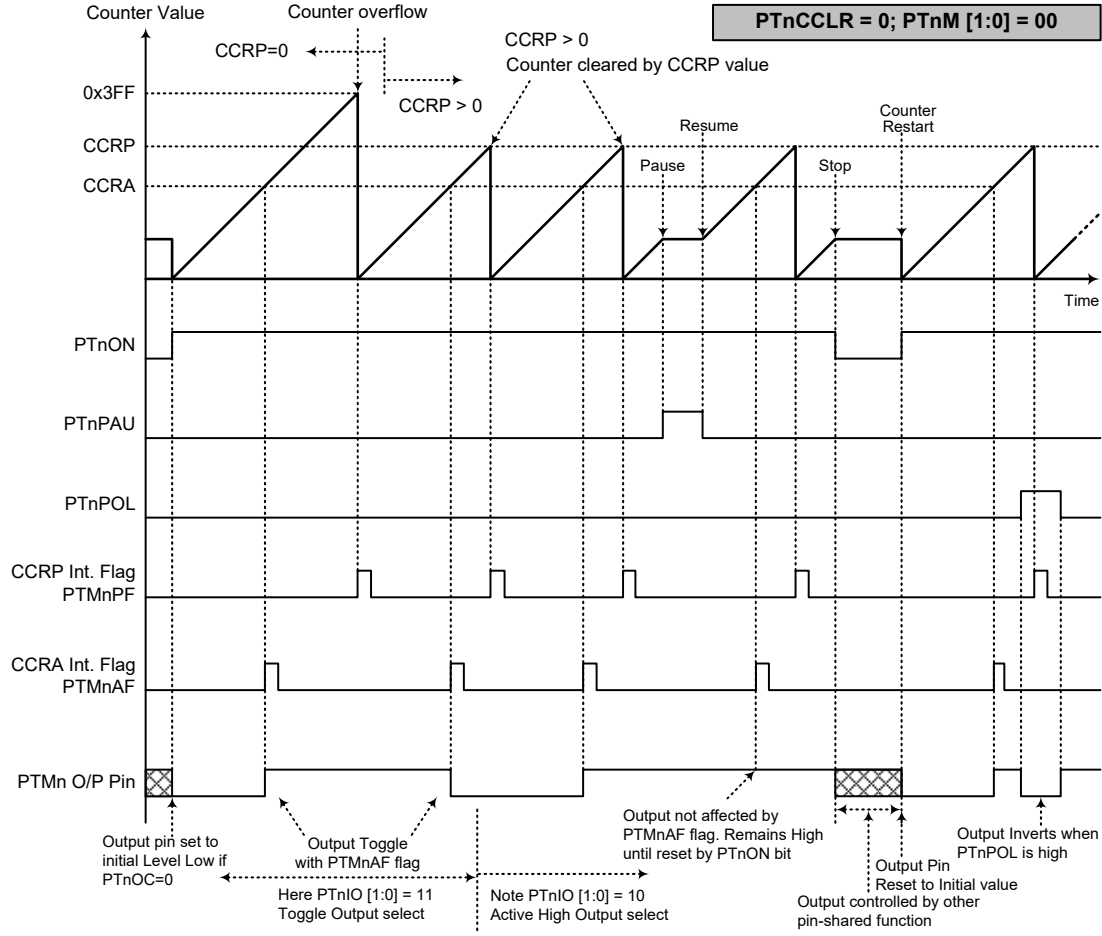 Counter Value
Counter overflow
PTnCCLR = 0; PTnM [1:0] = 00
CCRP=0
CCRP > 0
CCRP > 0
Counter cleared by CCRP value
0x3FF
CCRP
CCRA
Pause
Resume
Stop
Counter
Restart
Time
PTnON
PTnPAU
PTnPOL
CCRP Int. Flag
PTMnPF
CCRA Int. Flag
PTMnAF
PTMn O/P Pin
Output pin set to
initial Level Low if
PTnOC=0
Output Toggle
with PTMnAF flag
Here PTnIO [1:0] = 11
Toggle Output select
Note PTnIO [1:0] = 10
Active High Output select
Output not affected by
PTMnAF flag. Remains High
until reset by PTnON bit
Output Pin
Reset to Initial value
Output controlled by other
pin-shared function
Output Inverts when
PTnPOL is high